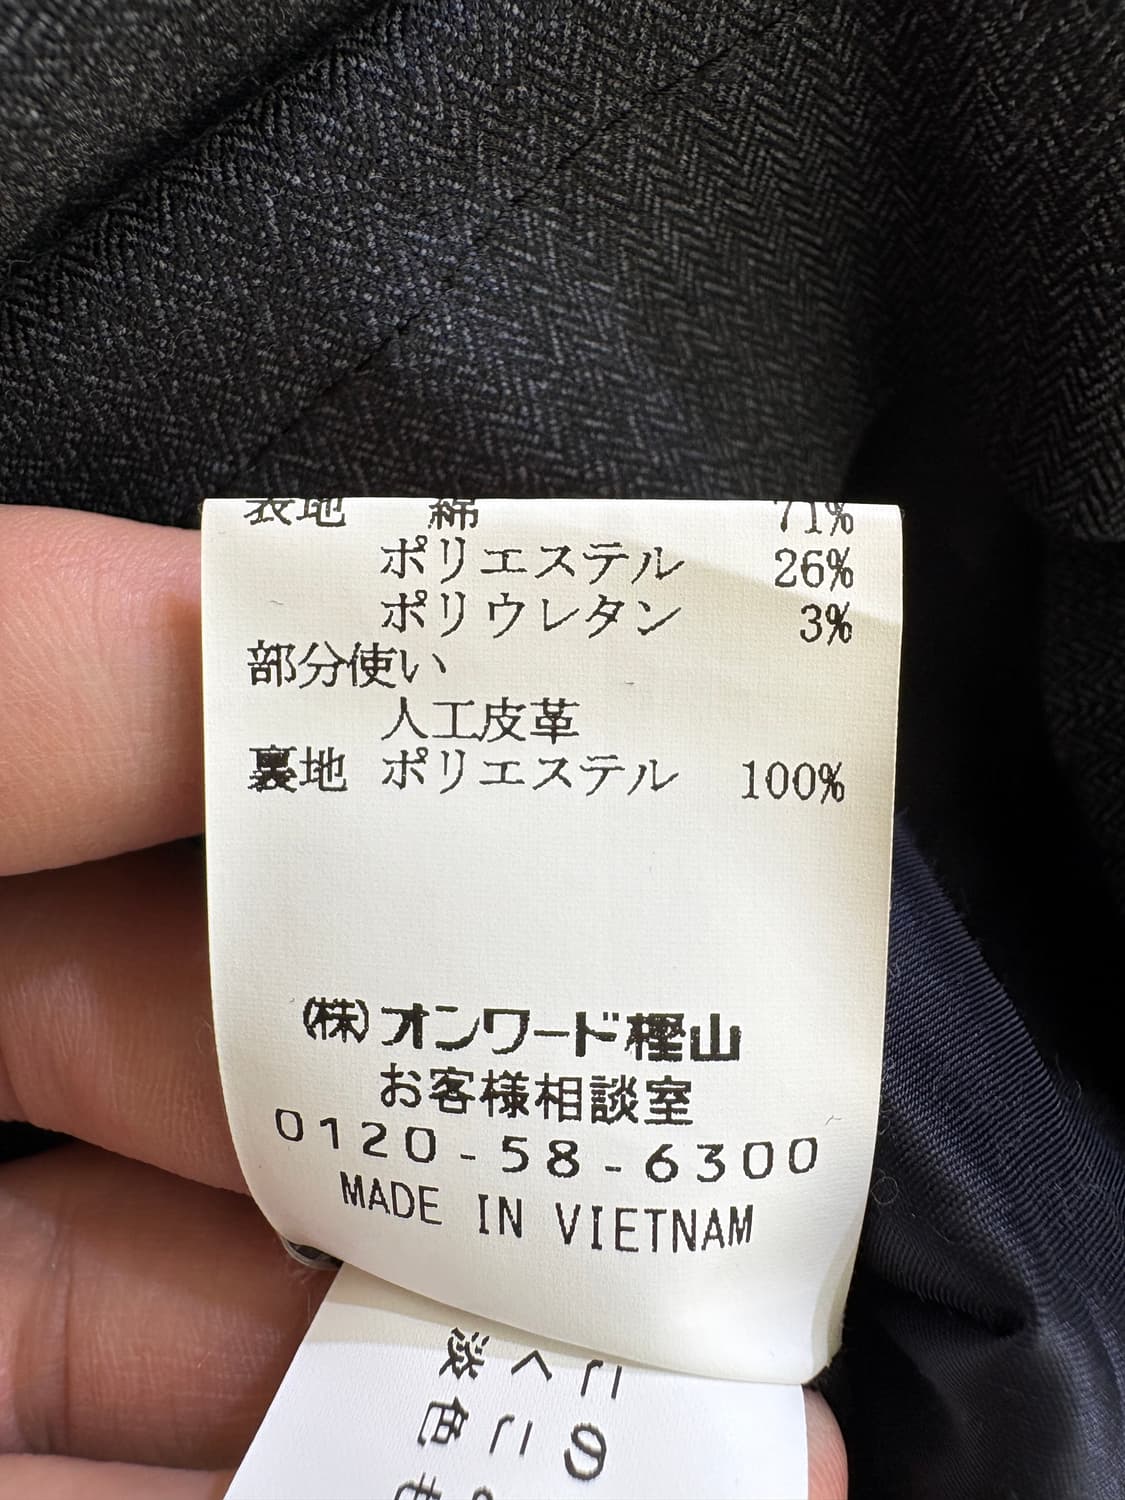 表地 綿 71%
ポリエステル 26%
ポリウレタン 3%
部分使い
人工皮革
裏地 ポリエステル 100%
㈱オンワード樫山
お客様相談室
0120-58-6300
MADE IN VIETNAM